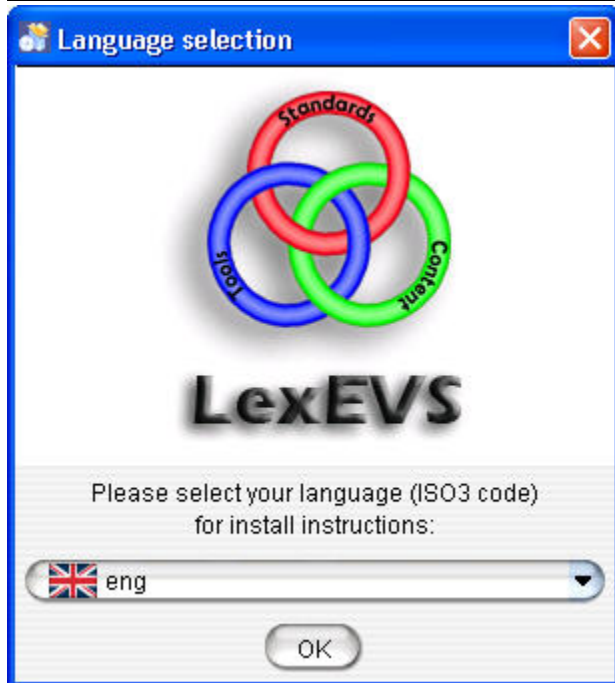 Language selection
Standards
Tools
Content
LexEVS
Please select your language (ISO3 code)
for install instructions:
eng
OK